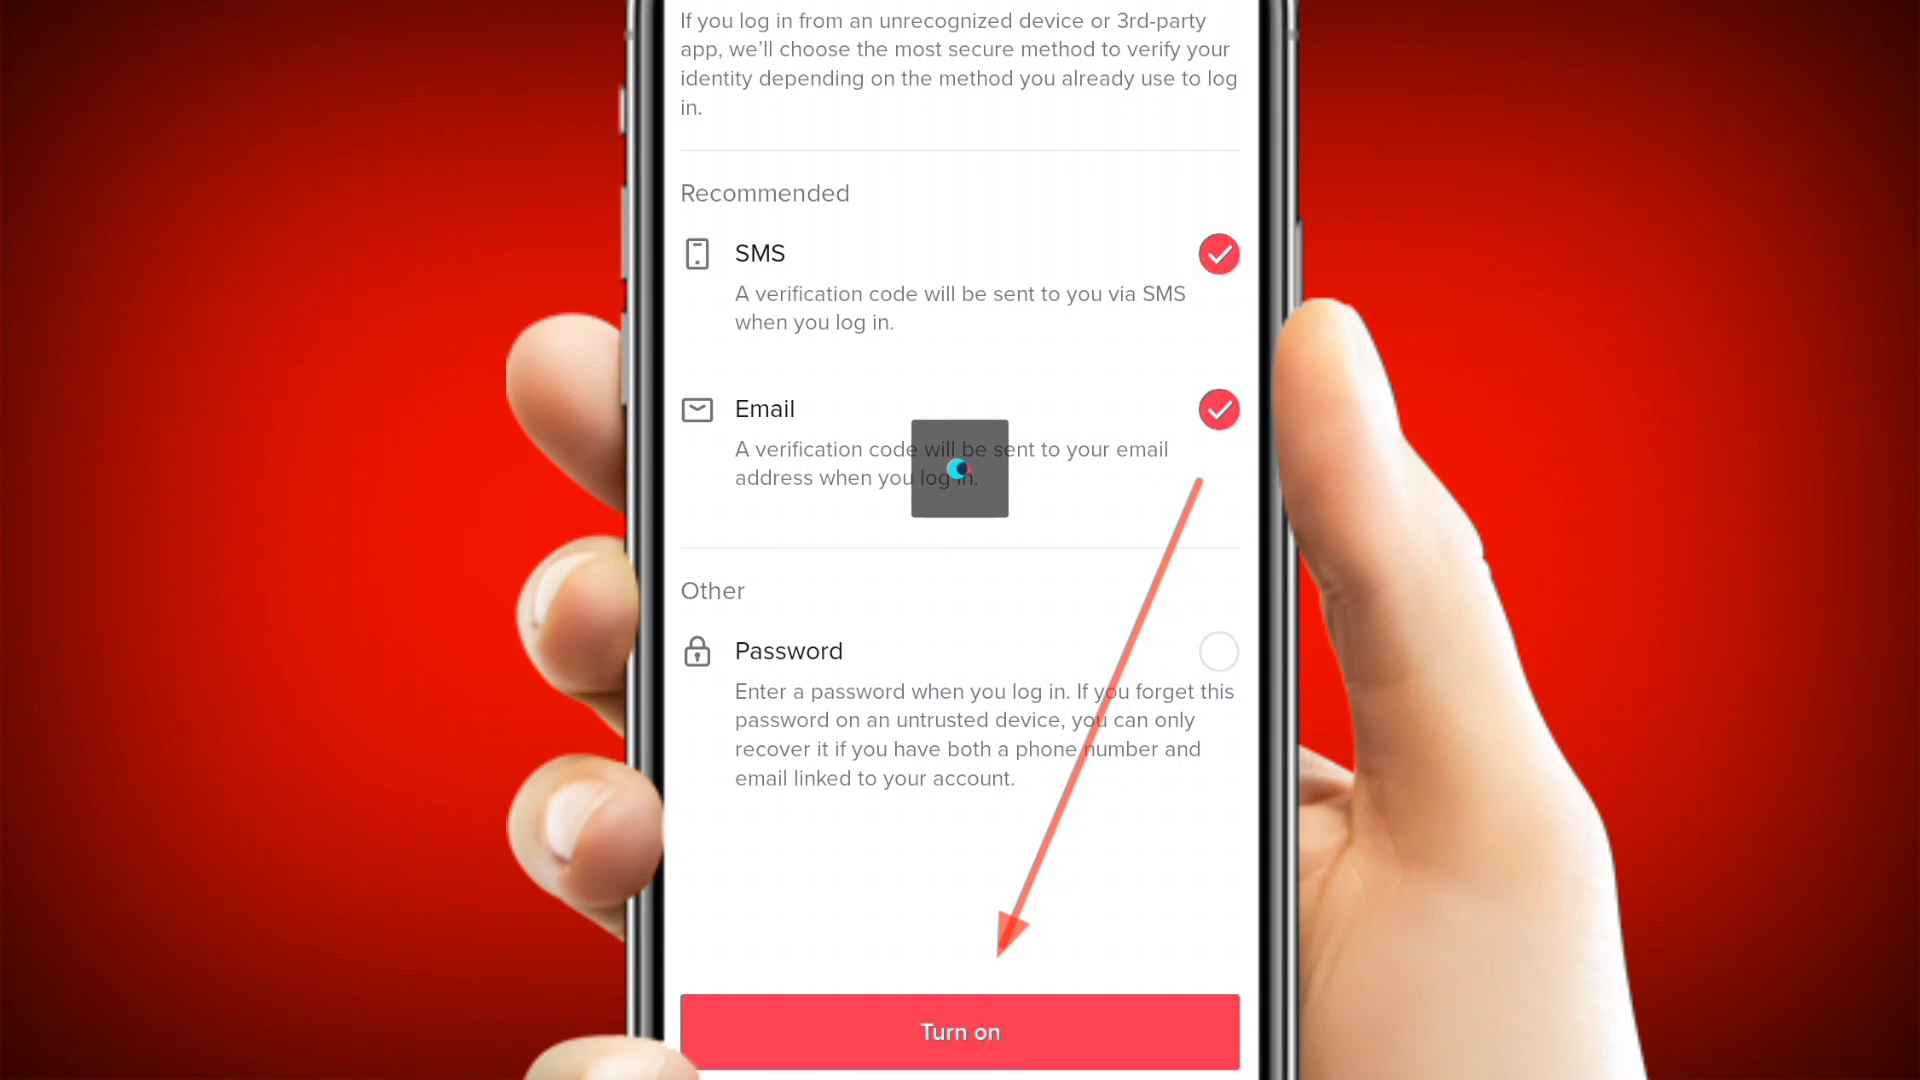 If you log in from an unrecognized device or 3rd-party
app, we’ll choose the most secure method to verify your
identity depending on the method you already use to log
in.
Recommended
SMS
A verification code will be sent to you via SMS
when you log in.
Email
A verification code will be sent to your email
address when you log in.
Other
Password
Enter a password when you log in. If you forget this
password on an untrusted device, you can only
recover it if you have both a phone number and
email linked to your account.
Turn on